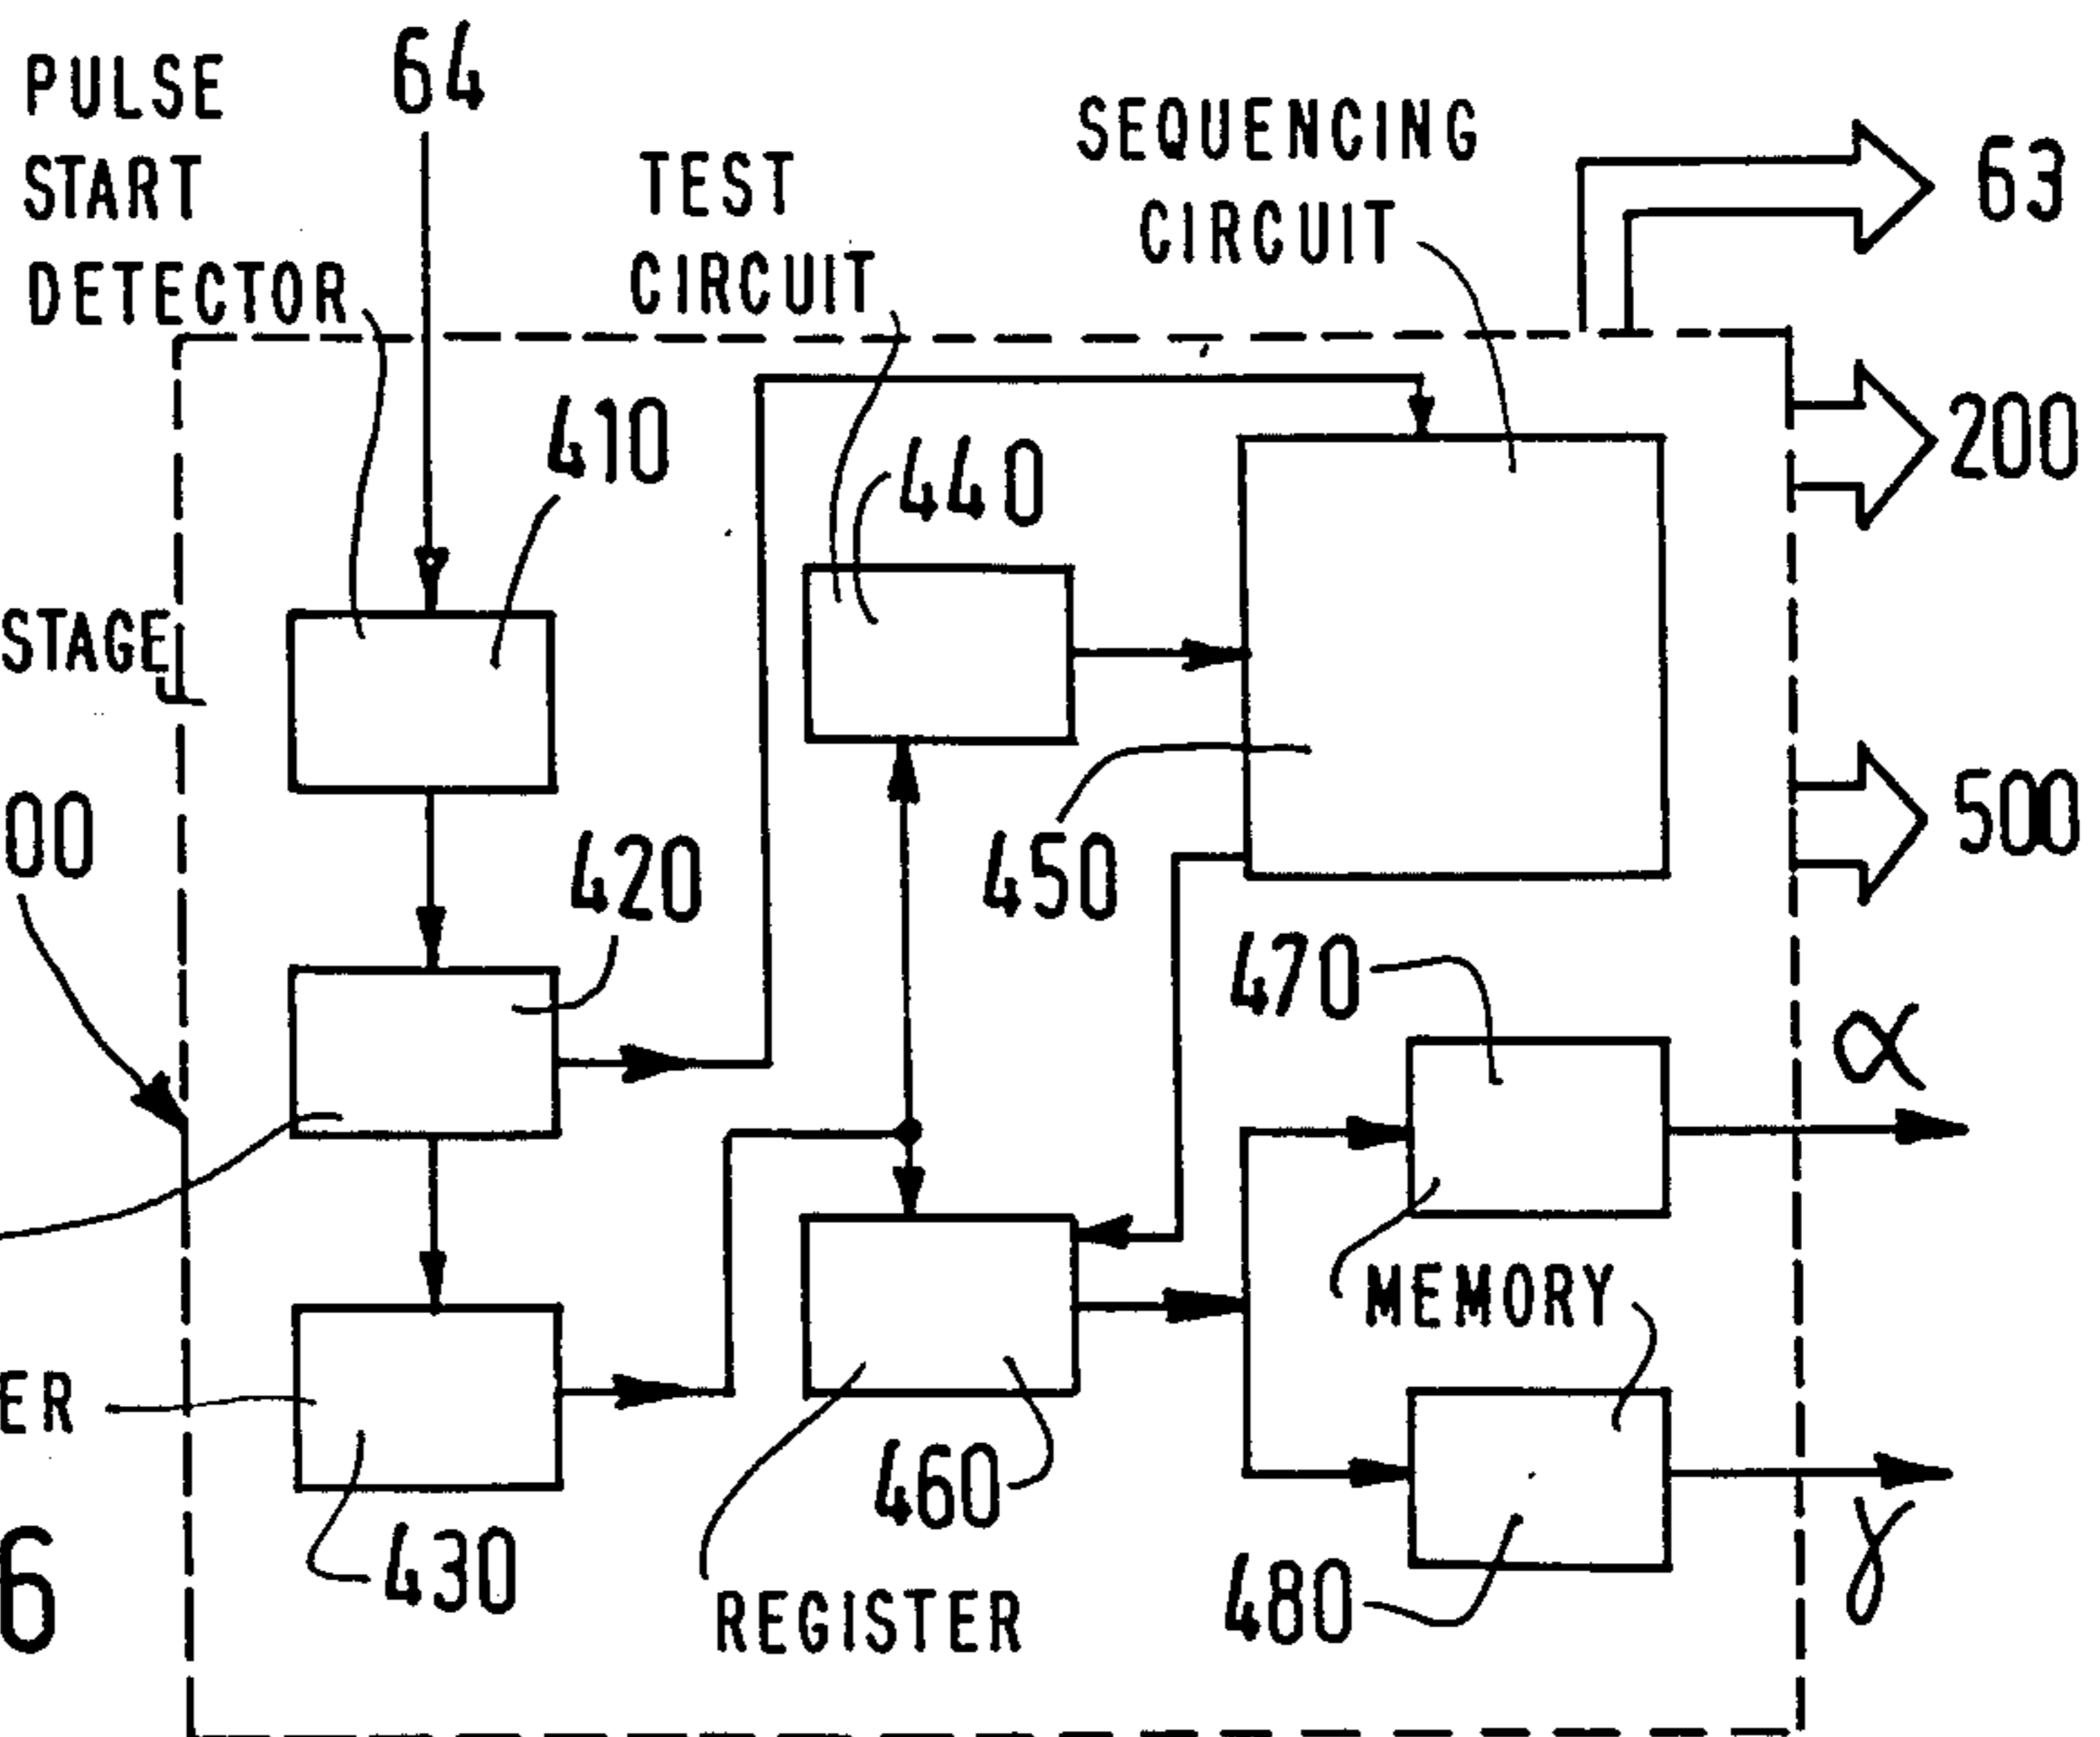 PULSE
START
DETECTOR
64
TEST
CIRCUIT
SEQUENCING
CIRCUIT
63
200
410
440
STAGE
500
00
420
450
470
α
MEMORY
ER
460
430
REGISTER
480
γ
6